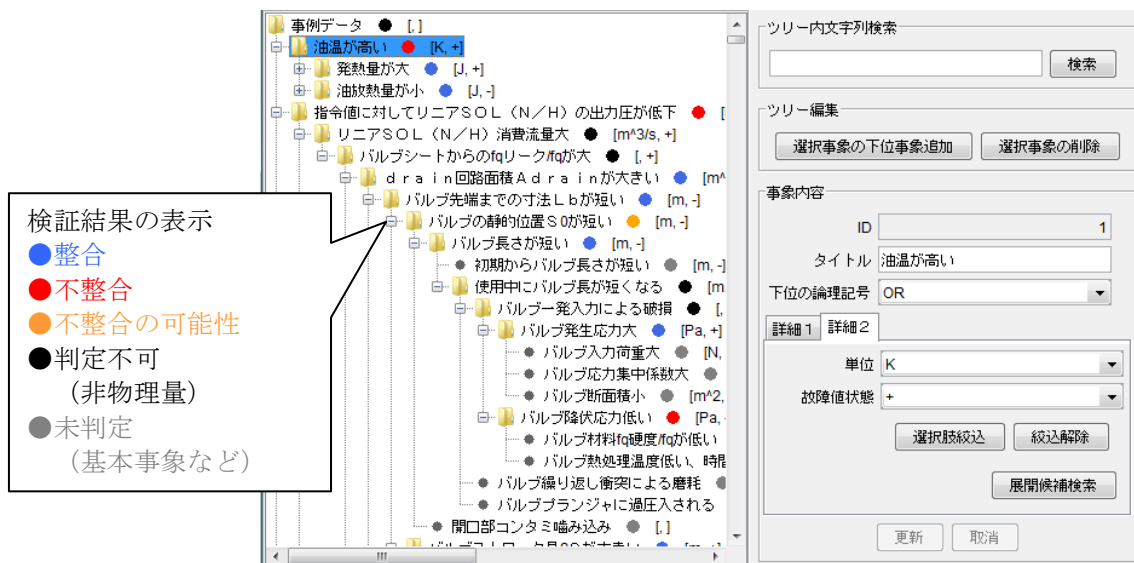 検証結果の表示
●整合
●不整合
●不整合の可能性
●判定不可
（非物理量）
●未判定
（基本事象など）
事例データ ● [,]
油温が高い ● [K, +]
発熱量が大 ● [J, +]
油放熱量が小 ● [J, -]
指令値に対してリニアSOL（N／H）の出力圧が低下 ● [
リニアSOL（N／H）消費流量大 ● [m^3/s, +]
バルブシートからのfqリーク/fqが大 ● [, +]
ｄｒａｉｎ回路面積Ａｄｒａｉｎが大きい ● [m^
バルブ先端までの寸法Ｌｂが短い ● [m, -]
バルブの静的位置Ｓ0が短い ● [m, -]
バルブ長さが短い ● [m, -]
初期からバルブ長さが短い ● [m, -]
使用中にバルブ長が短くなる ● [m
バルブ一発入力による破損 ● [,
バルブ発生応力大 ● [Pa, +]
バルブ入力荷重大 ● [N,
バルブ応力集中係数大 ●
バルブ断面積小 ● [m^2,
バルブ降伏応力低い ● [Pa, -
バルブ材料fq硬度/fqが低い
バルブ熱処理温度低い、時間
バルブ繰り返し衝突による磨耗 ●
バルブプランジャに過圧入される
開口部コンタミ噛み込み ● [,]
ツリー内文字列検索
検索
ツリー編集
選択事象の下位事象追加 選択事象の削除
事象内容
ID 1
タイトル 油温が高い
下位の論理記号 OR
詳細1 詳細2
単位 K
故障値状態 +
選択肢絞込 絞込解除
展開候補検索
更新 取消